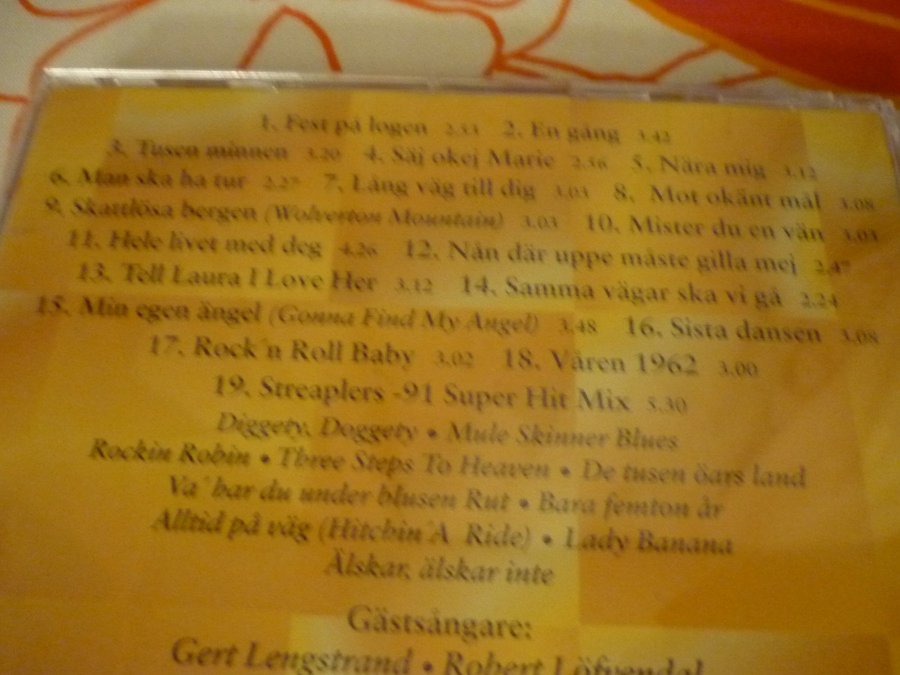 1. Fest på logen 2.33 2. En gång 3.42
3. Tusen minnen 3.20 4. Säj okej Marie 2.56 5. Nära mig 3.12
6. Man ska ha tur 2.27 7. Lång väg till dig 3.03 8. Mot okänt mål 3.08
9. Skattlösa bergen (Wolverton Mountain) 3.03 10. Mister du en vän 3.03
11. Hele livet med deg 4.26 12. Nån där uppe måste gilla mej 2.47
13. Tell Laura I Love Her 3.12 14. Samma vägar ska vi gå 2.24
15. Min egen ängel (Gonna Find My Angel) 3.48 16. Sista dansen 3.08
17. Rock´n Roll Baby 3.02 18. Våren 1962 3.00
19. Streaplers -91 Super Hit Mix 5.30
Diggety, Doggety • Mule Skinner Blues
Rockin Robin • Three Steps To Heaven • De tusen öars land
Va´ har du under blusen Rut • Bara femton år
Alltid på väg (Hitchin´A Ride) • Lady Banana
Älskar, älskar inte
Gästsångare:
Gert Lengstrand • Robert Löfvendal